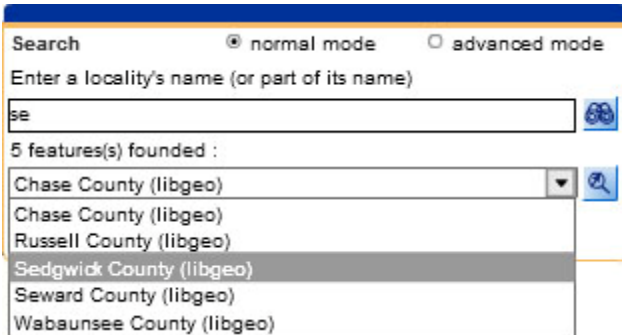 Search normal mode advanced mode
Enter a locality's name (or part of its name)
se
5 features(s) founded :
Chase County (libgeo)
Chase County (libgeo)
Russell County (libgeo)
Sedgwick County (libgeo)
Seward County (libgeo)
Wabaunsee County (libgeo)